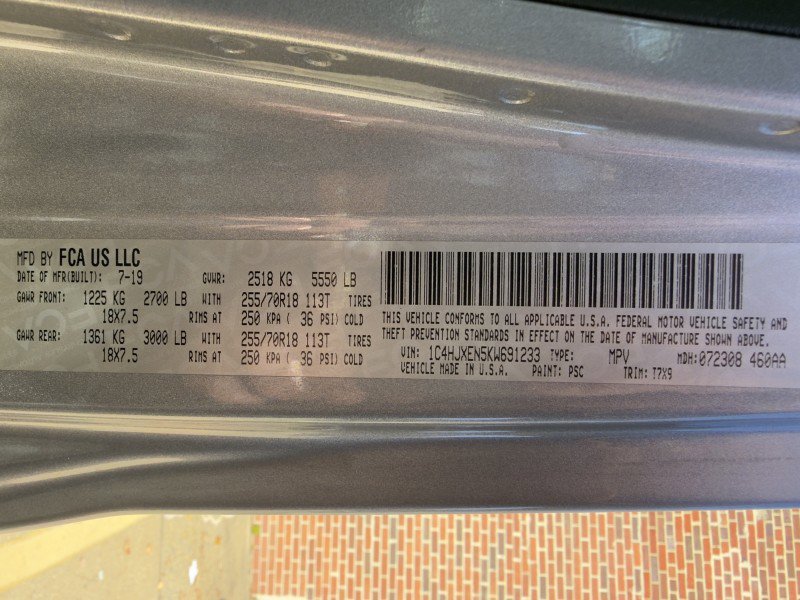 MFD BY FCA US LLC
DATE OF MFR(BUILT): 7-19 GVWR: 2518 KG 5550 LB
GAWR FRONT: 1225 KG 2700 LB WITH 255/70R18 113T TIRES
18X7.5 RIMS AT 250 KPA ( 36 PSI) COLD
GAWR REAR: 1361 KG 3000 LB WITH 255/70R18 113T TIRES
18X7.5 RIMS AT 250 KPA ( 36 PSI) COLD
THIS VEHICLE CONFORMS TO ALL APPLICABLE U.S.A. FEDERAL MOTOR VEHICLE SAFETY AND
THEFT PREVENTION STANDARDS IN EFFECT ON THE DATE OF MANUFACTURE SHOWN ABOVE.
VIN: 1C4HJXEN5KW691233 TYPE: MPV MDH: 072308 460AA
VEHICLE MADE IN U.S.A. PAINT: PSC TRIM: T7X9